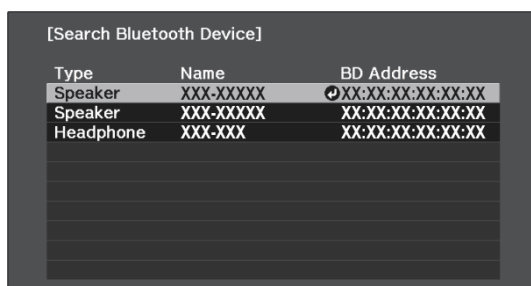 [Search Bluetooth Device]
Type Name BD Address
Speaker XXX-XXXXX XX:XX:XX:XX:XX:XX
Speaker XXX-XXXXX XX:XX:XX:XX:XX:XX
Headphone XXX-XXX XX:XX:XX:XX:XX:XX